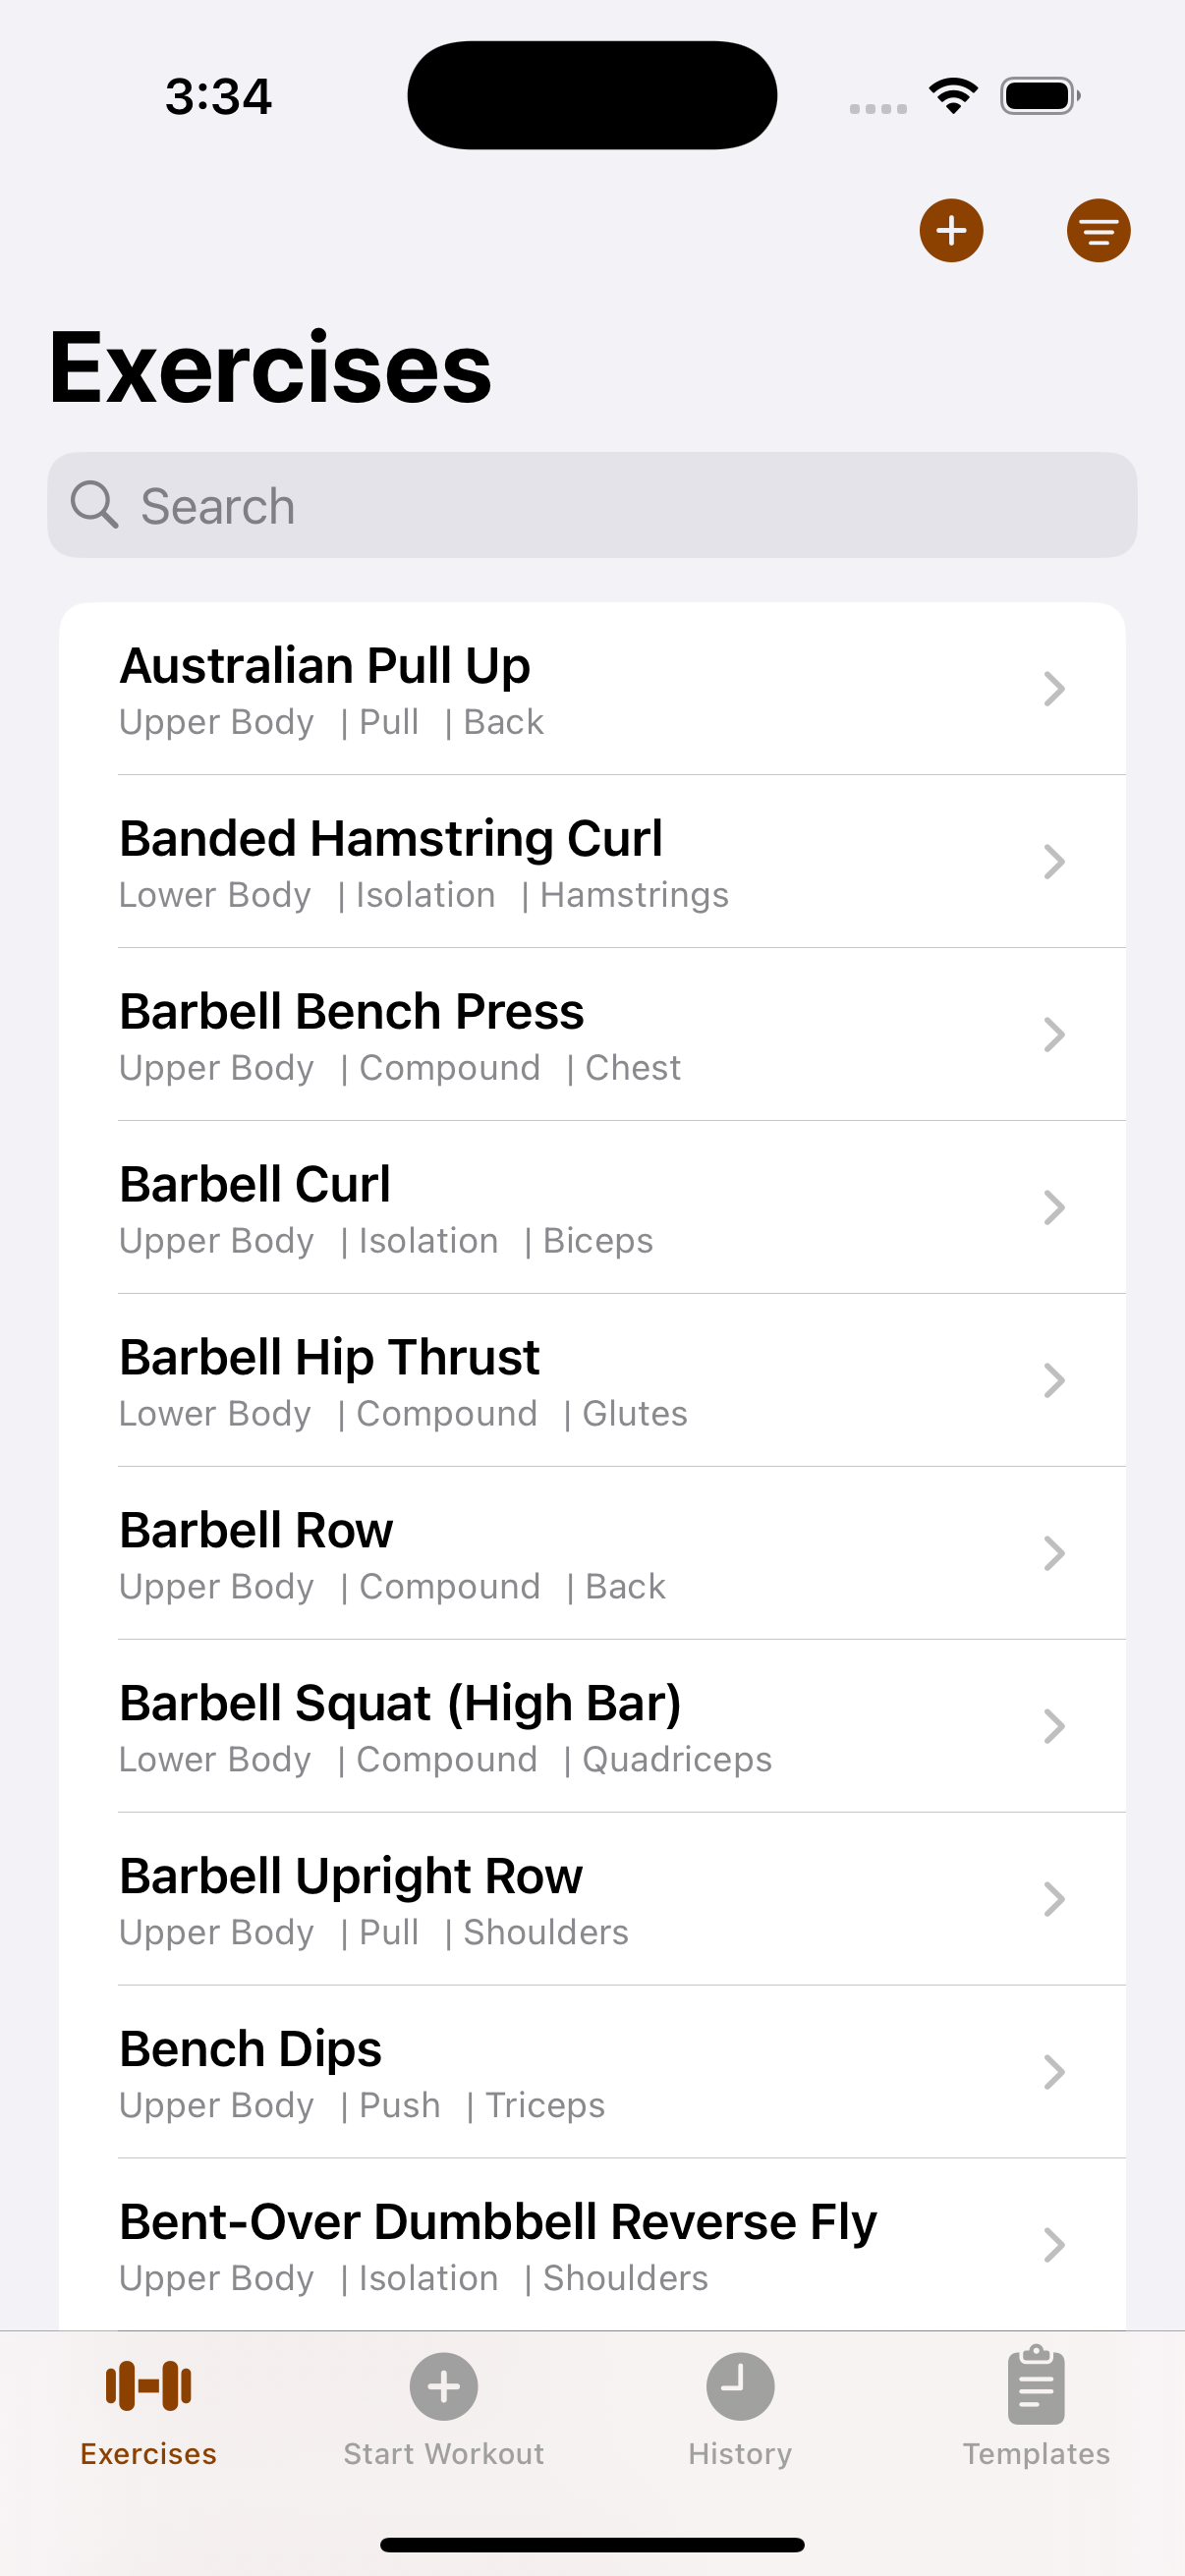 3:34
Exercises
Search
Australian Pull Up
Upper Body | Pull | Back
Banded Hamstring Curl
Lower Body | Isolation | Hamstrings
Barbell Bench Press
Upper Body | Compound | Chest
Barbell Curl
Upper Body | Isolation | Biceps
Barbell Hip Thrust
Lower Body | Compound | Glutes
Barbell Row
Upper Body | Compound | Back
Barbell Squat (High Bar)
Lower Body | Compound | Quadriceps
Barbell Upright Row
Upper Body | Pull | Shoulders
Bench Dips
Upper Body | Push | Triceps
Bent-Over Dumbbell Reverse Fly
Upper Body | Isolation | Shoulders
Exercises Start Workout History Templates